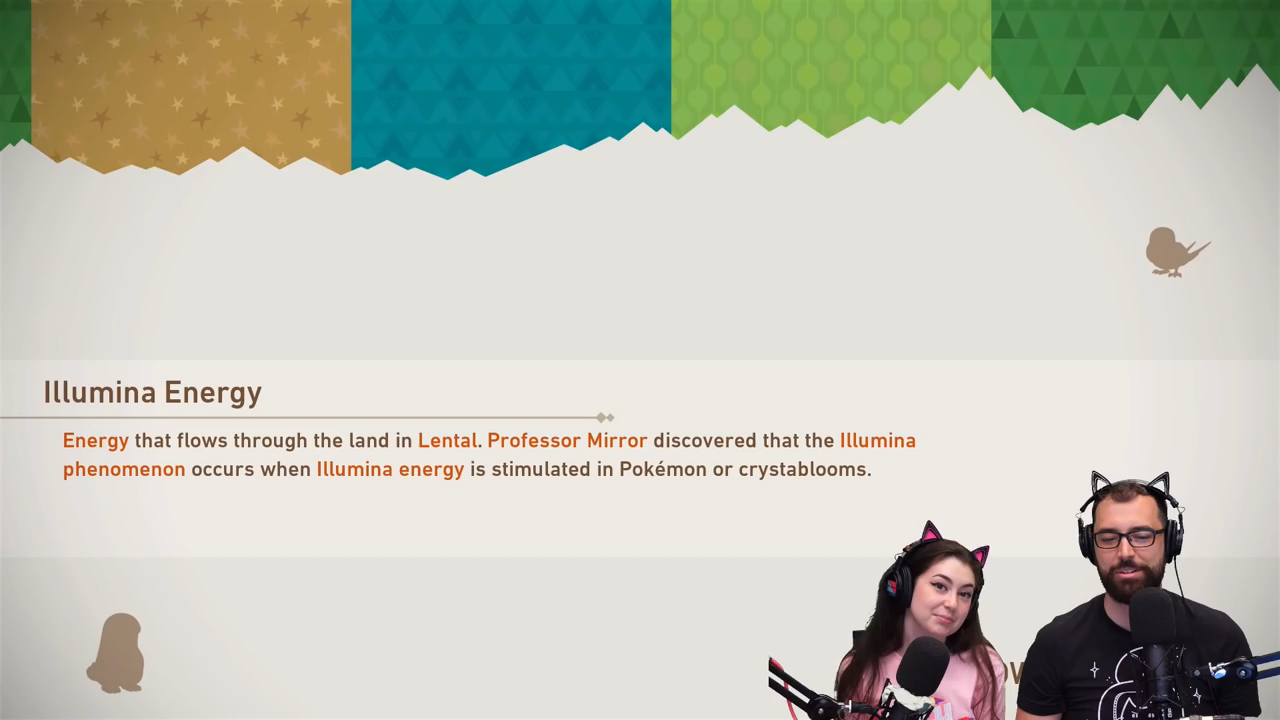 Illumina Energy
Energy that flows through the land in Lental. Professor Mirror discovered that the Illumina
phenomenon occurs when Illumina energy is stimulated in Pokémon or crystablooms.